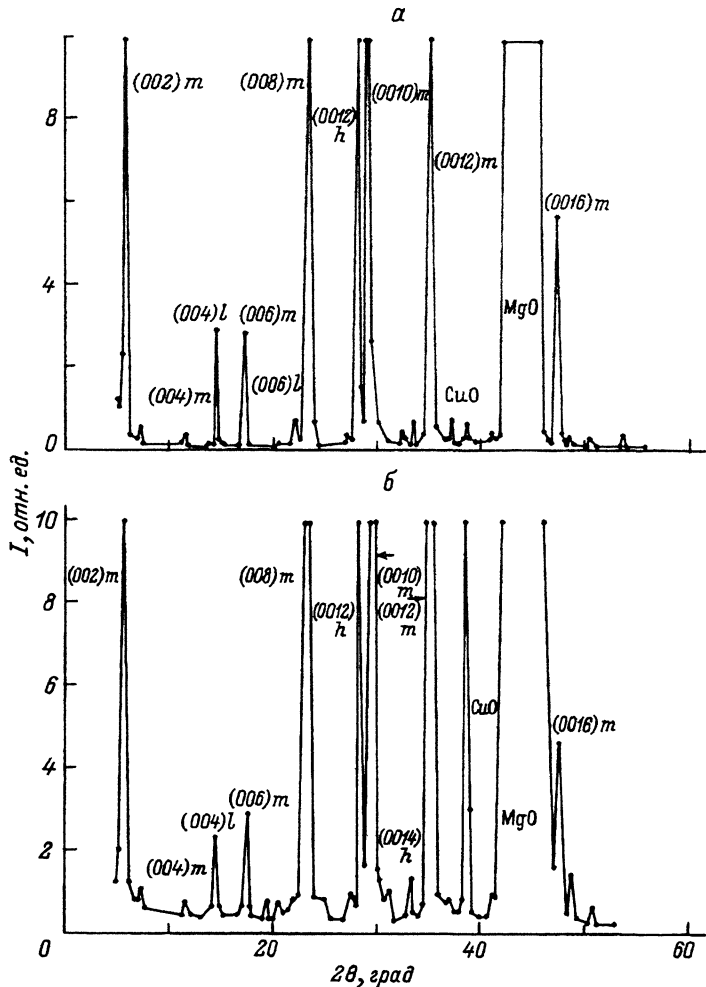 а
(002)m
(008)m
(0012)
h
(0010)m
(0012)m
(0016)m
8
4
0
(004)l
(006)m
(004)m
(006)l
CuO
MgO
I, отн. ед.
б
10
8
6
4
2
0
(002)m
(008)m
(0012)
h
(0010)
m
(0012)
m
CuO
(0016)m
(006)m
(004)l
(004)m
(0014)
h
MgO
20
40
60
2θ, град